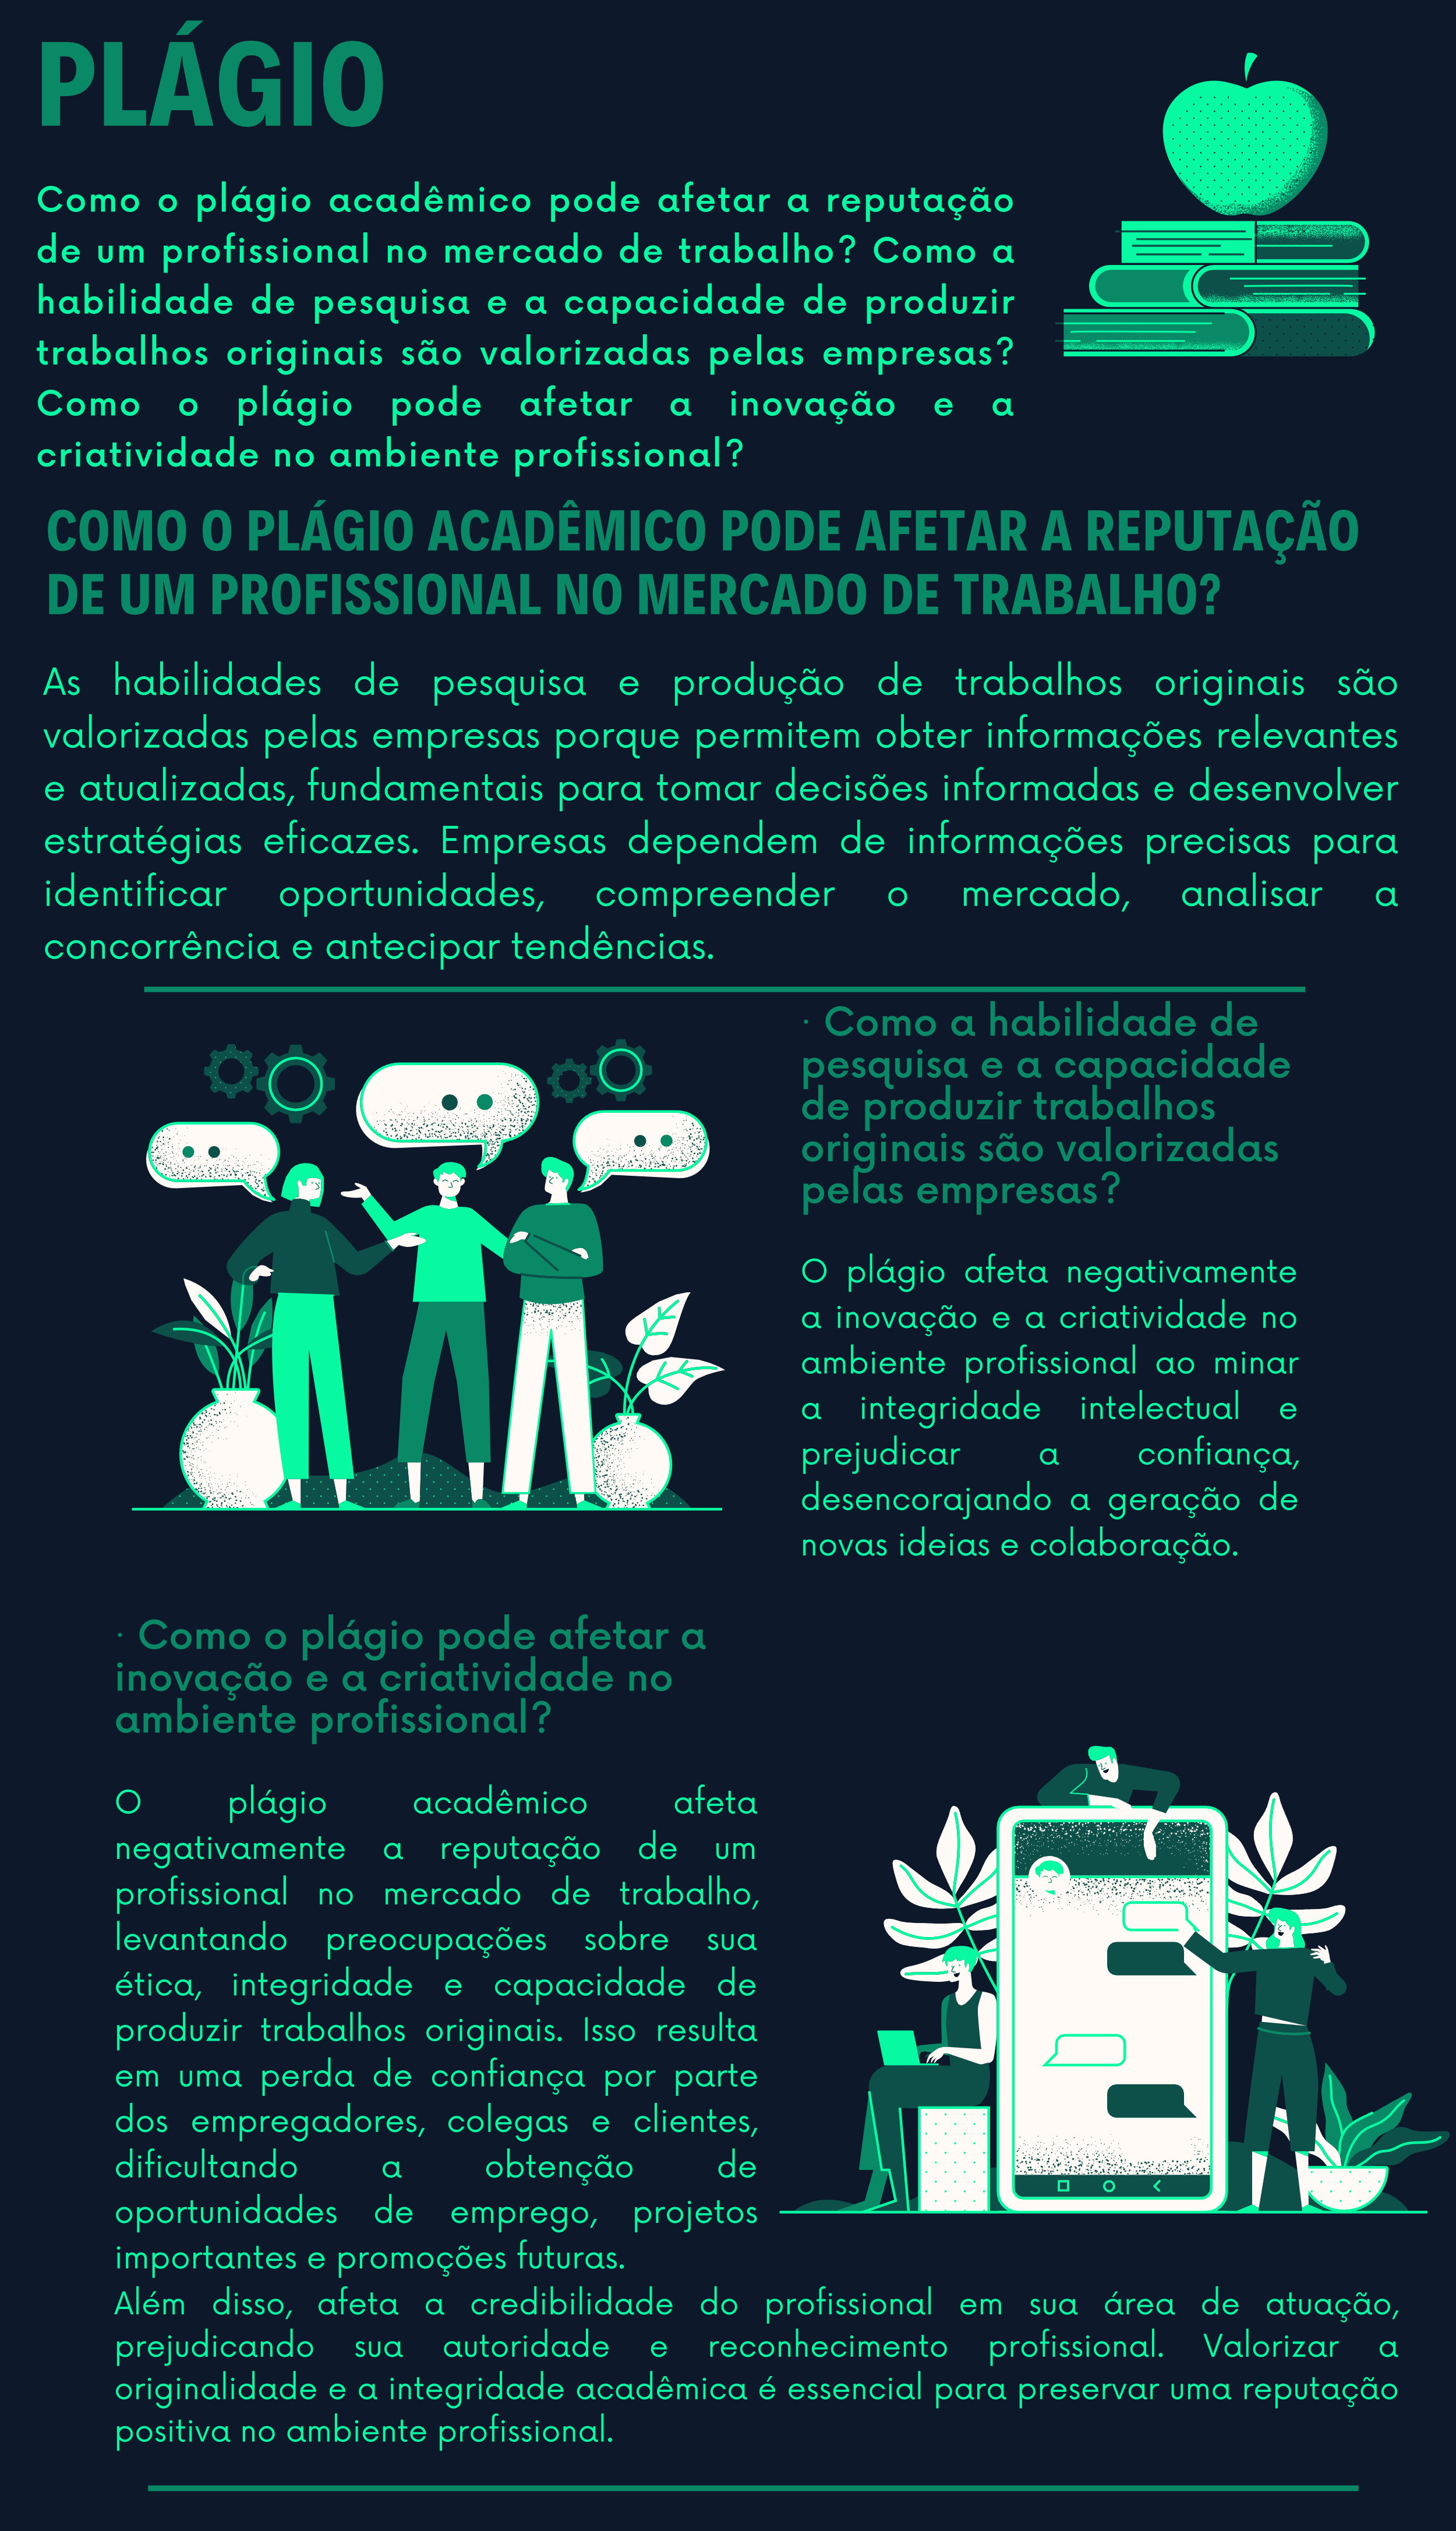 PLÁGIO
Como o plágio acadêmico pode afetar a reputação
de um profissional no mercado de trabalho? Como a
habilidade de pesquisa e a capacidade de produzir
trabalhos originais são valorizadas pelas empresas?
Como o plágio pode afetar a inovação e a
criatividade no ambiente profissional?
COMO O PLÁGIO ACADÊMICO PODE AFETAR A REPUTAÇÃO
DE UM PROFISSIONAL NO MERCADO DE TRABALHO?
As habilidades de pesquisa e produção de trabalhos originais são
valorizadas pelas empresas porque permitem obter informações relevantes
e atualizadas, fundamentais para tomar decisões informadas e desenvolver
estratégias eficazes. Empresas dependem de informações precisas para
identificar oportunidades, compreender o mercado, analisar a
concorrência e antecipar tendências.
· Como a habilidade de
pesquisa e a capacidade
de produzir trabalhos
originais são valorizadas
pelas empresas?
O plágio afeta negativamente
a inovação e a criatividade no
ambiente profissional ao minar
a integridade intelectual e
prejudicar a confiança,
desencorajando a geração de
novas ideias e colaboração.
· Como o plágio pode afetar a
inovação e a criatividade no
ambiente profissional?
O plágio acadêmico afeta
negativamente a reputação de um
profissional no mercado de trabalho,
levantando preocupações sobre sua
ética, integridade e capacidade de
produzir trabalhos originais. Isso resulta
em uma perda de confiança por parte
dos empregadores, colegas e clientes,
dificultando a obtenção de
oportunidades de emprego, projetos
importantes e promoções futuras.
Além disso, afeta a credibilidade do profissional em sua área de atuação,
prejudicando sua autoridade e reconhecimento profissional. Valorizar a
originalidade e a integridade acadêmica é essencial para preservar uma reputação
positiva no ambiente profissional.